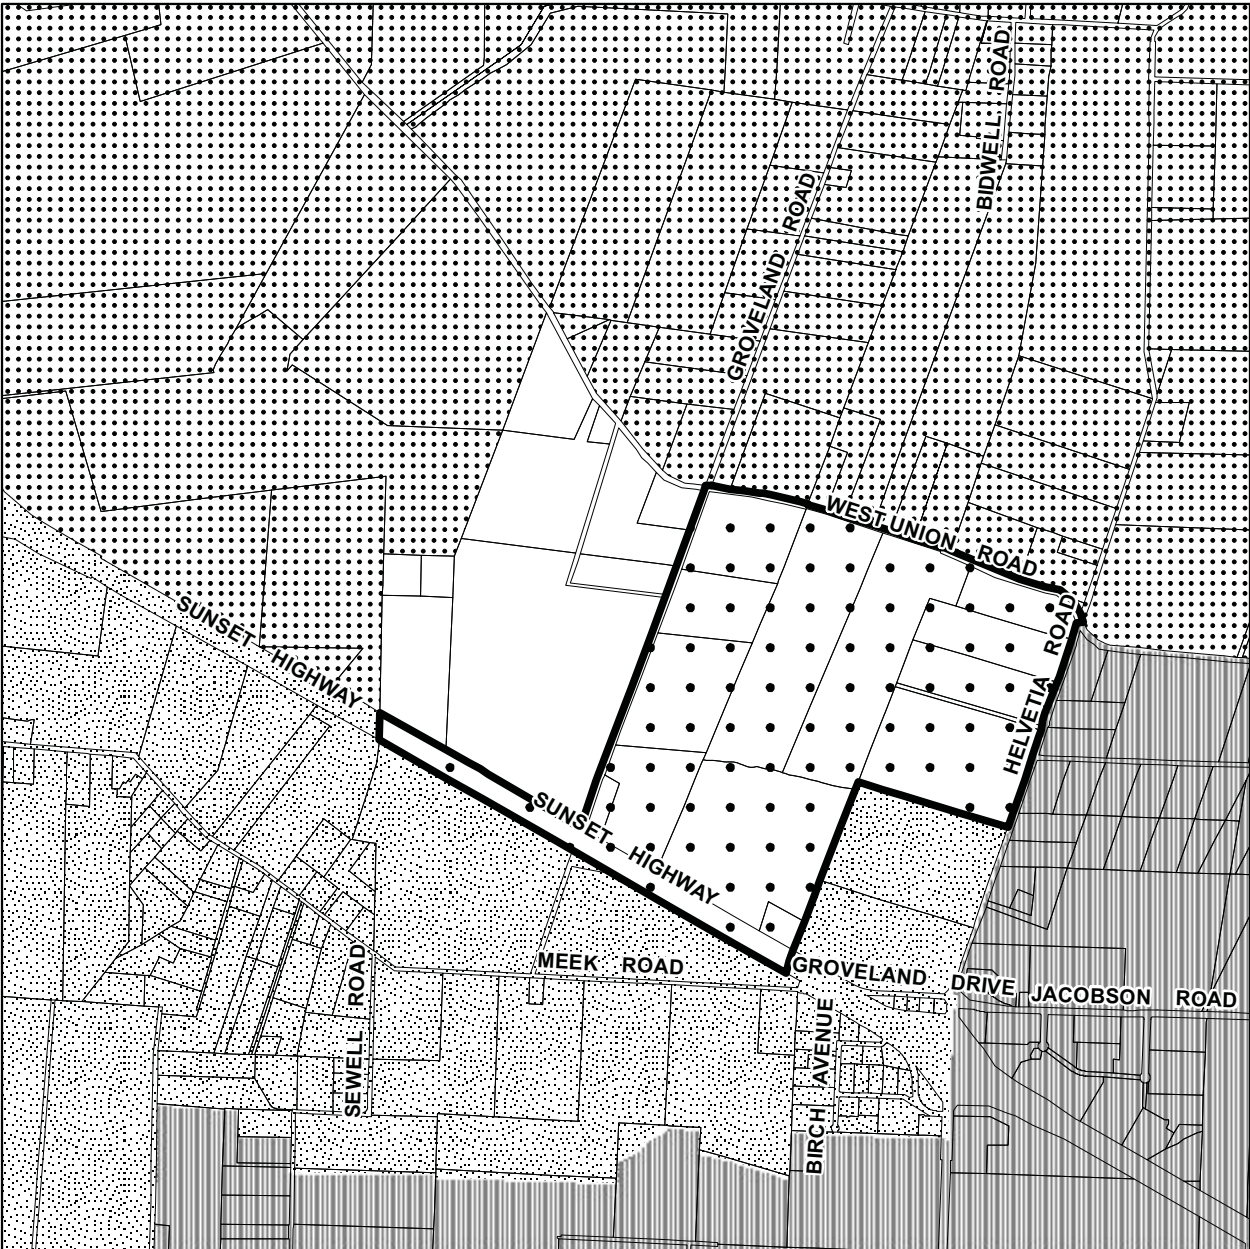 BIDWELL ROAD
GROVELAND ROAD
WEST UNION ROAD
SUNSET HIGHWAY
HELVETIA ROAD
SUNSET HIGHWAY
MEEK ROAD
GROVELAND DRIVE
JACOBSON ROAD
SEWELL ROAD
BIRCH AVENUE